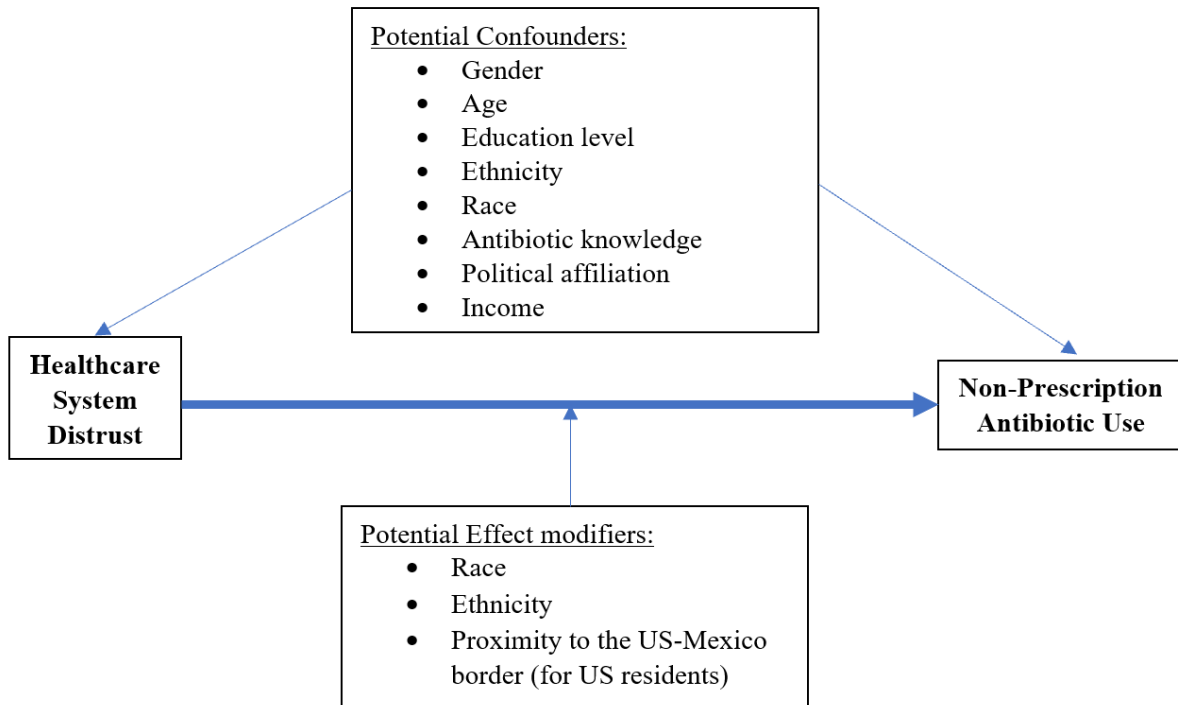 Potential Confounders:
• Gender
• Age
• Education level
• Ethnicity
• Race
• Antibiotic knowledge
• Political affiliation
• Income
Healthcare
System
Distrust
Non-Prescription
Antibiotic Use
Potential Effect modifiers:
• Race
• Ethnicity
• Proximity to the US-Mexico
border (for US residents)